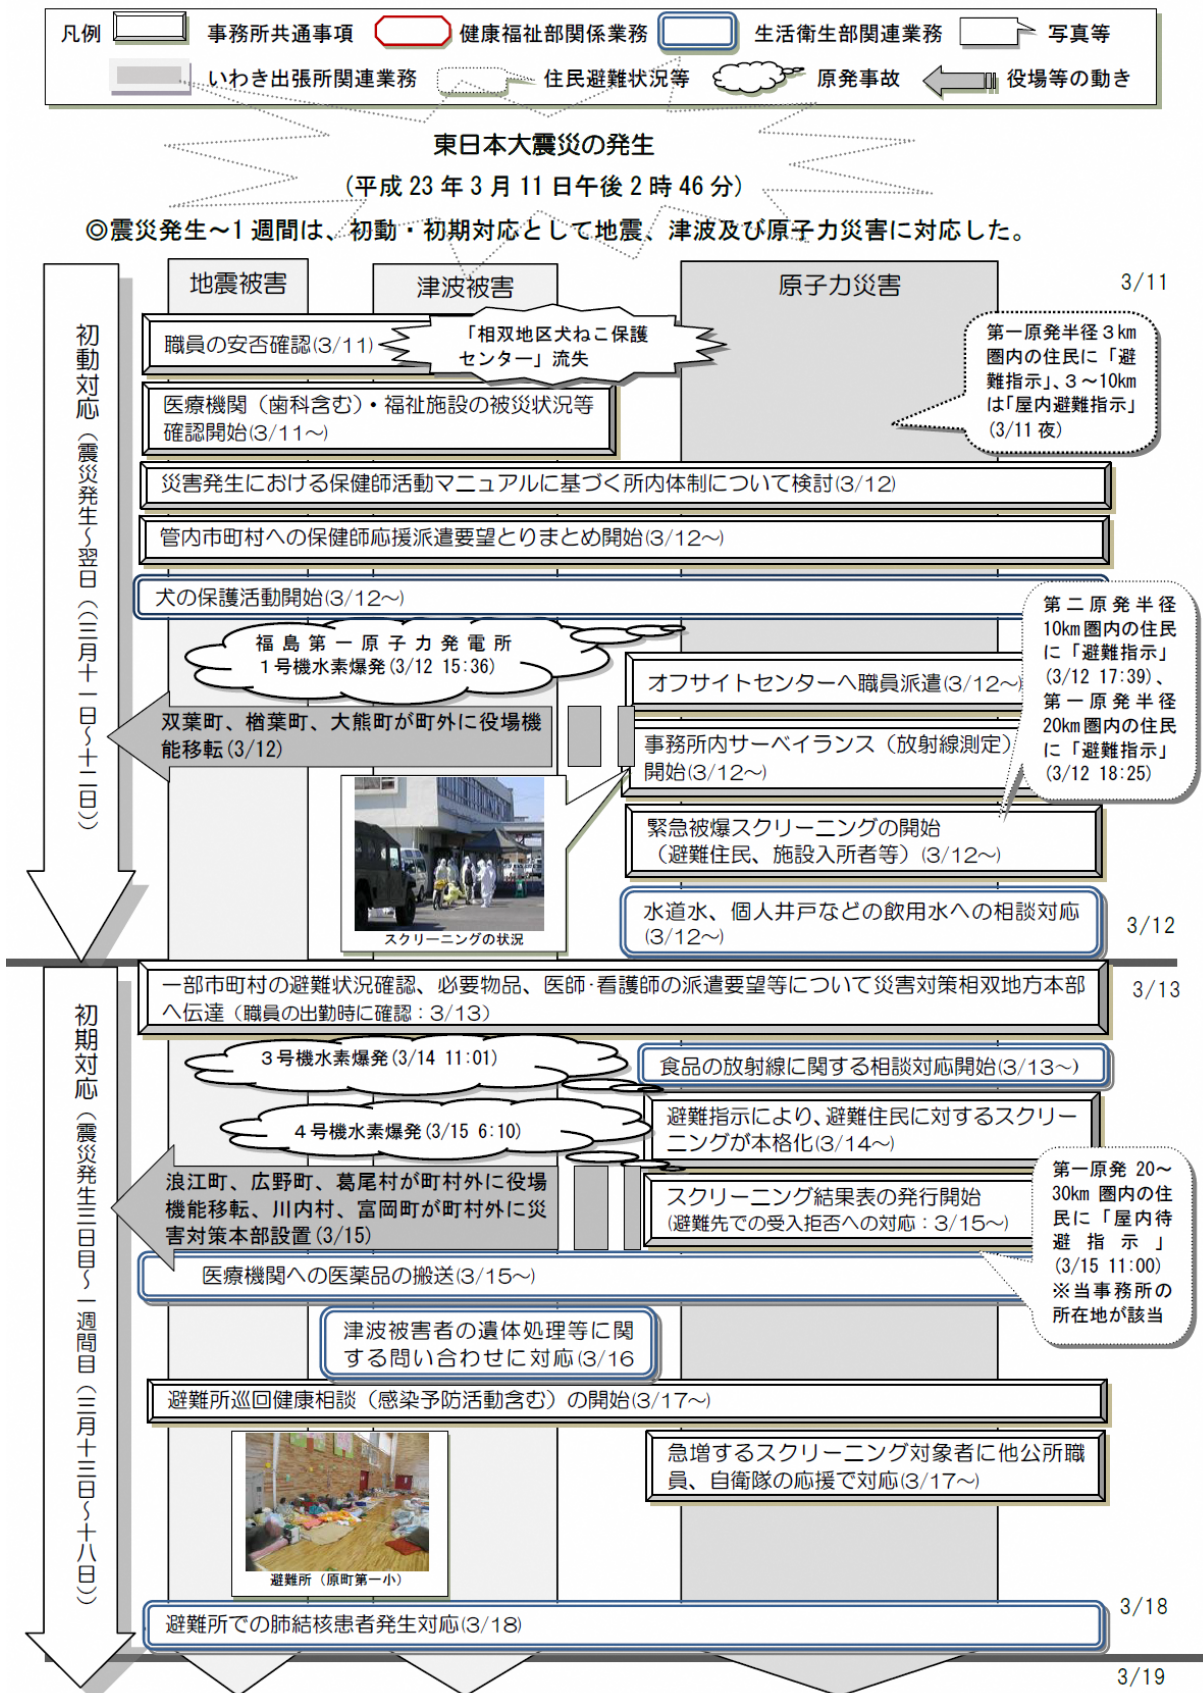 凡例 事務所共通事項 健康福祉部関係業務 生活衛生部関連業務 写真等
いわき出張所関連業務 住民避難状況等 原発事故 役場等の動き
東日本大震災の発生
(平成23年3月11日午後2時46分)
◎震災発生～1週間は、初動・初期対応として地震、津波及び原子力災害に対応した。
地震被害 津波被害 原子力災害
3/11
初動対応（震災発生～翌日（(三月十一日～十二日)）
職員の安否確認(3/11)
「相双地区犬ねこ保護
センター」流失
第一原発半径3km
圏内の住民に「避
難指示」、3～10km
は「屋内避難指示」
(3/11夜)
医療機関（歯科含む）・福祉施設の被災状況等
確認開始(3/11～)
災害発生における保健師活動マニュアルに基づく所内体制について検討(3/12)
管内市町村への保健師応援派遣要望とりまとめ開始(3/12～)
犬の保護活動開始(3/12～)
第二原発半径
10km圏内の住民
に「避難指示」
(3/12 17:39)、
第一原発半径
20km圏内の住民
に「避難指示」
(3/12 18:25)
福島第一原子力発電所
1号機水素爆発(3/12 15:36)
オフサイトセンターへ職員派遣(3/12～)
双葉町、楢葉町、大熊町が町外に役場機
能移転(3/12)
事務所内サーベイランス（放射線測定）
開始(3/12～)
スクリーニングの状況
緊急被爆スクリーニングの開始
（避難住民、施設入所者等）(3/12～)
水道水、個人井戸などの飲用水への相談対応
(3/12～)
3/12
3/13
初期対応（震災発生三日目～一週間目（三月十三日～十八日)）
一部市町村の避難状況確認、必要物品、医師･看護師の派遣要望等について災害対策相双地方本部
へ伝達（職員の出勤時に確認：3/13）
3号機水素爆発(3/14 11:01)
食品の放射線に関する相談対応開始(3/13～)
4号機水素爆発(3/15 6:10)
避難指示により、避難住民に対するスクリー
ニングが本格化(3/14～)
浪江町、広野町、葛尾村が町村外に役場
機能移転、川内村、富岡町が町村外に災
害対策本部設置(3/15)
スクリーニング結果表の発行開始
(避難先での受入拒否への対応：3/15～)
第一原発 20～
30km 圏内の住
民に「屋内待
避指示」
(3/15 11:00)
※当事務所の
所在地が該当
医療機関への医薬品の搬送(3/15～)
津波被害者の遺体処理等に関
する問い合わせに対応(3/16
避難所巡回健康相談（感染予防活動含む）の開始(3/17～)
避難所（原町第一小）
急増するスクリーニング対象者に他公所職
員、自衛隊の応援で対応(3/17～)
避難所での肺結核患者発生対応(3/18)
3/18
3/19